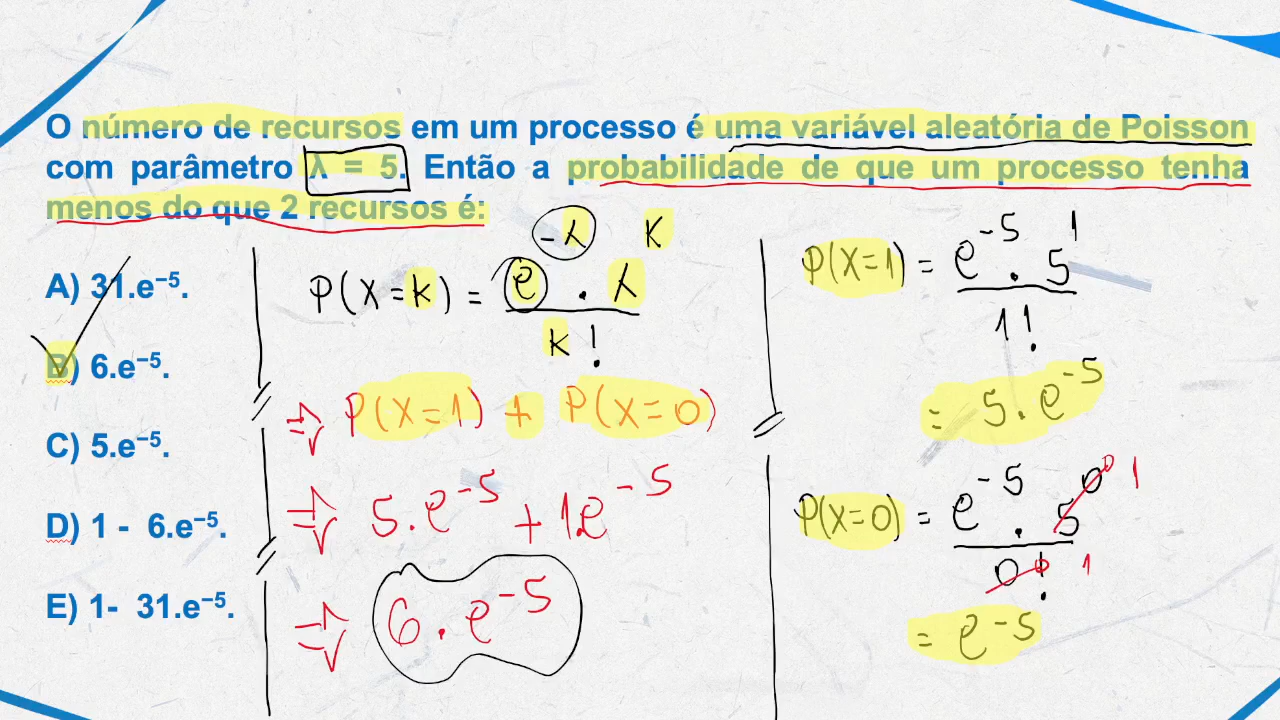 O número de recursos em um processo é uma variável aleatória de Poisson
com parâmetro λ = 5. Então a probabilidade de que um processo tenha
menos do que 2 recursos é:
A) 31.e⁻⁵.
B) 6.e⁻⁵.
C) 5.e⁻⁵.
D) 1 - 6.e⁻⁵.
E) 1- 31.e⁻⁵.
-λ k
P(X=k) = e . λ
k!
⇒ P(X=1) + P(X=0)
⇒ 5.e⁻⁵ + 1e⁻⁵
⇒ 6.e⁻⁵
P(X=1) = e⁻⁵ . 5¹
1!
= 5.e⁻⁵
P(X=0) = e⁻⁵ . 5⁰ 1
0! 1
= e⁻⁵